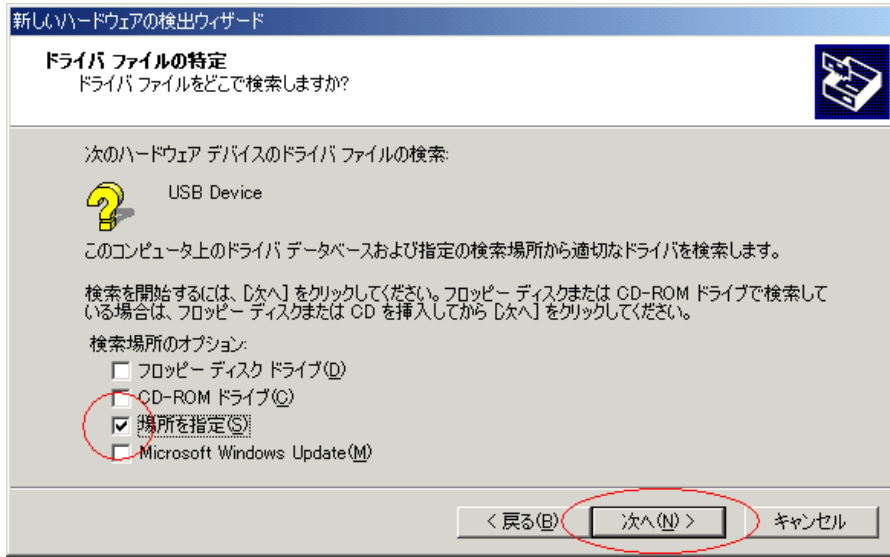 新しいハードウェアの検出ウィザード
ドライバ ファイルの特定
ドライバ ファイルをどこで検索しますか?
次のハードウェア デバイスのドライバ ファイルの検索:
USB Device
このコンピュータ上のドライバ データベースおよび指定の検索場所から適切なドライバを検索します。
検索を開始するには、[次へ] をクリックしてください。フロッピー ディスクまたは CD-ROM ドライブで検索して
いる場合は、フロッピー ディスクまたは CD を挿入してから [次へ] をクリックしてください。
検索場所のオプション:
フロッピー ディスク ドライブ(D)
CD-ROM ドライブ(C)
場所を指定(S)
Microsoft Windows Update(M)
< 戻る(B) 次へ(N) > キャンセル